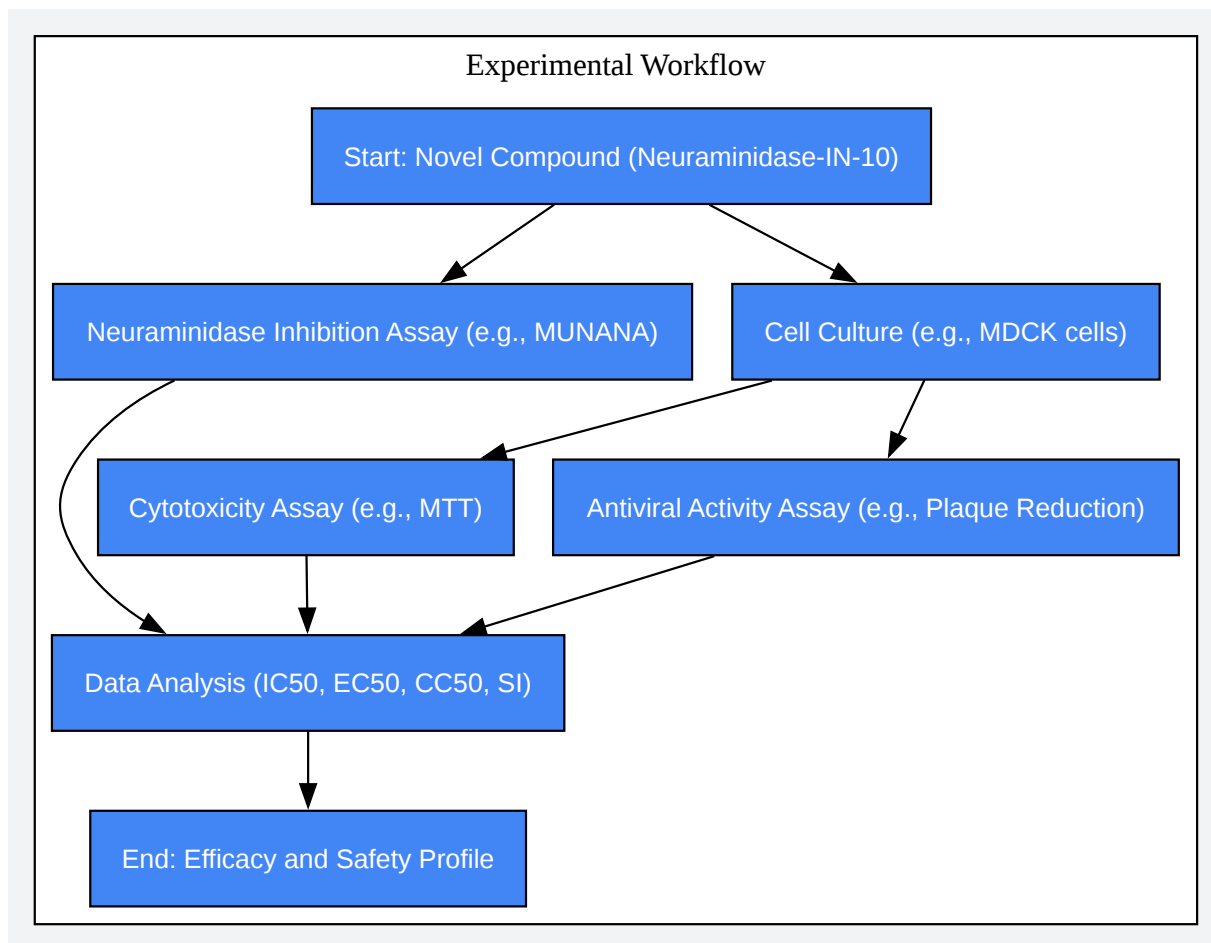 Experimental Workflow
Start: Novel Compound (Neuraminidase-IN-10)
Neuraminidase Inhibition Assay (e.g., MUNANA)
Cell Culture (e.g., MDCK cells)
Cytotoxicity Assay (e.g., MTT)
Antiviral Activity Assay (e.g., Plaque Reduction)
Data Analysis (IC50, EC50, CC50, SI)
End: Efficacy and Safety Profile